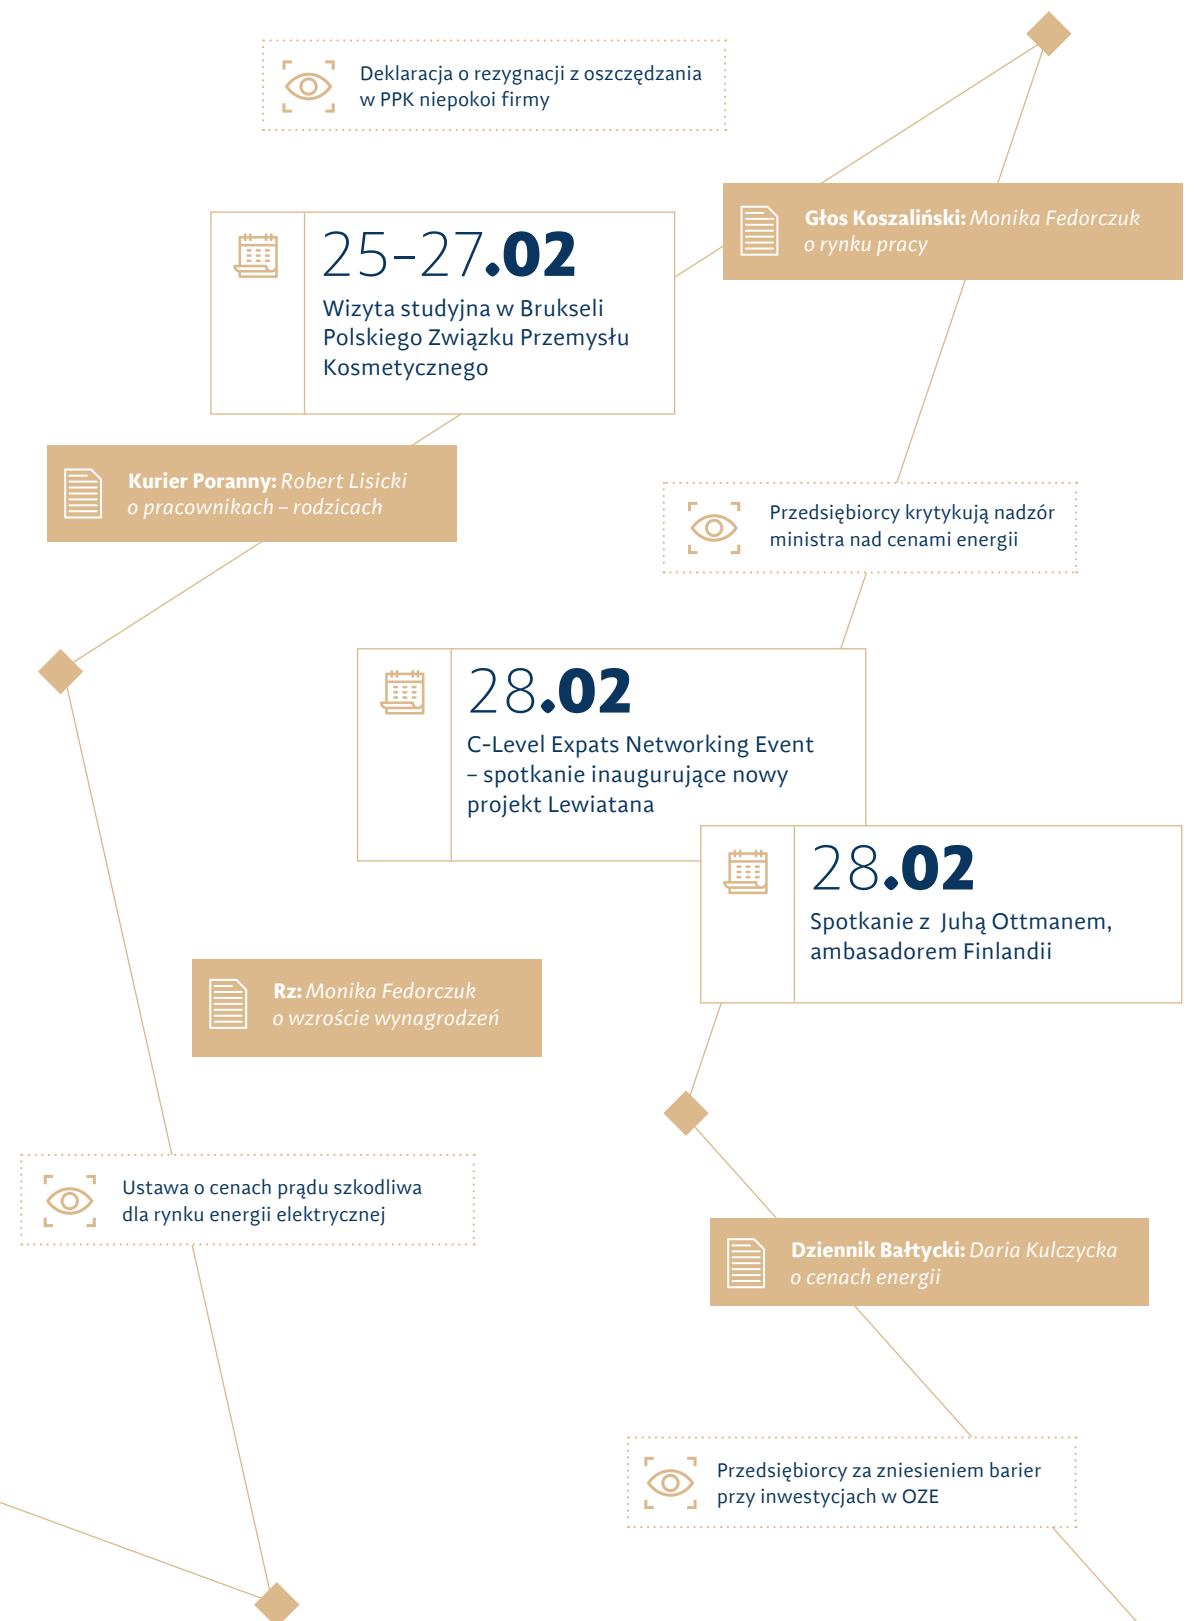 Deklaracja o rezygnacji z oszczędzania
w PPK niepokoi firmy
Głos Koszaliński: Monika Fedorczuk
o rynku pracy
25–27.02
Wizyta studyjna w Brukseli
Polskiego Związku Przemysłu
Kosmetycznego
Kurier Poranny: Robert Lisicki
o pracownikach – rodzicach
Przedsiębiorcy krytykują nadzór
ministra nad cenami energii
28.02
C-Level Expats Networking Event
– spotkanie inaugurujące nowy
projekt Lewiatana
28.02
Spotkanie z Juhą Ottmanem,
ambasadorem Finlandii
Rz: Monika Fedorczuk
o wzroście wynagrodzeń
Ustawa o cenach prądu szkodliwa
dla rynku energii elektrycznej
Dziennik Bałtycki: Daria Kulczycka
o cenach energii
Przedsiębiorcy za zniesieniem barier
przy inwestycjach w OZE